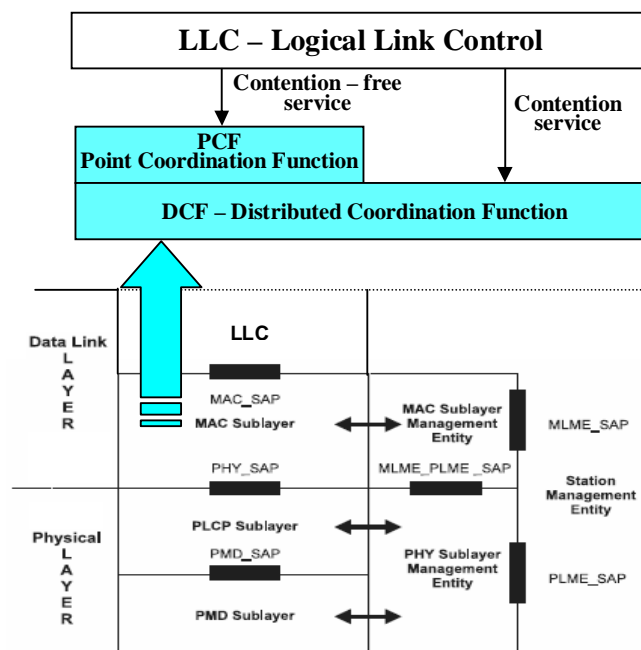 LLC – Logical Link Control
Contention – free
service
Contention
service
PCF
Point Coordination Function
DCF – Distributed Coordination Function
LLC
Data Link
L
A
Y
E
R
MAC_SAP
MAC Sublayer
MAC Sublayer
Management
Entity
MLME_SAP
PHY_SAP
MLME_PLME _SAP
Station
Management
Entity
PLCP Sublayer
Physical
L
A
Y
E
R
PMD_SAP
PHY Sublayer
Management
Entity
PLME_SAP
PMD Sublayer